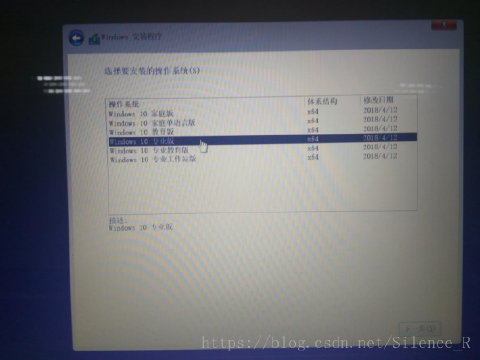 Windows 安装程序
选择要安装的操作系统(S)
操作系统 体系结构 修改日期
Windows 10 家庭版 x64 2018/4/12
Windows 10 家庭单语言版 x64 2018/4/12
Windows 10 教育版 x64 2018/4/12
Windows 10 专业版 x64 2018/4/12
Windows 10 专业教育版 x64 2018/4/12
Windows 10 专业工作站版 x64 2018/4/12
描述:
Windows 10 专业版
https://blog.csdn.net/Silence_R